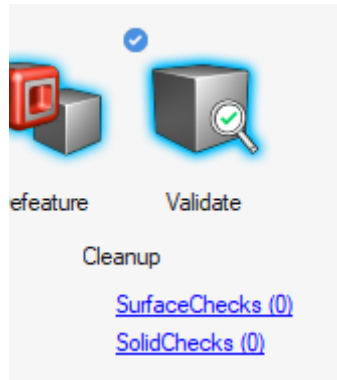 efeature Validate
Cleanup
SurfaceChecks (0)
SolidChecks (0)